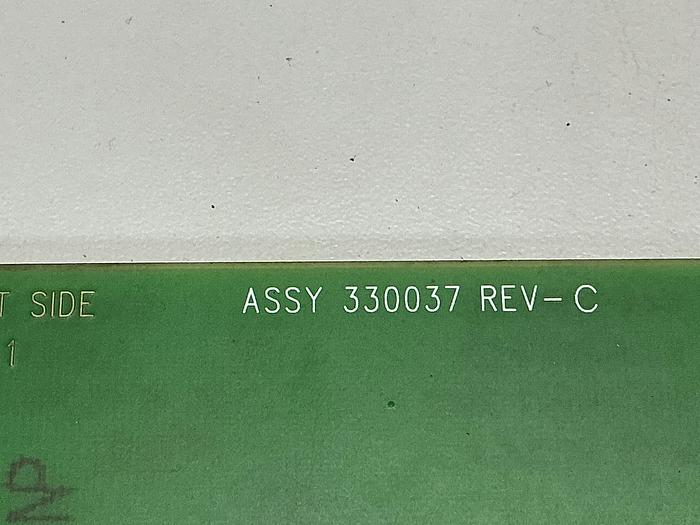 T SIDE
ASSY 330037 REV-C
1